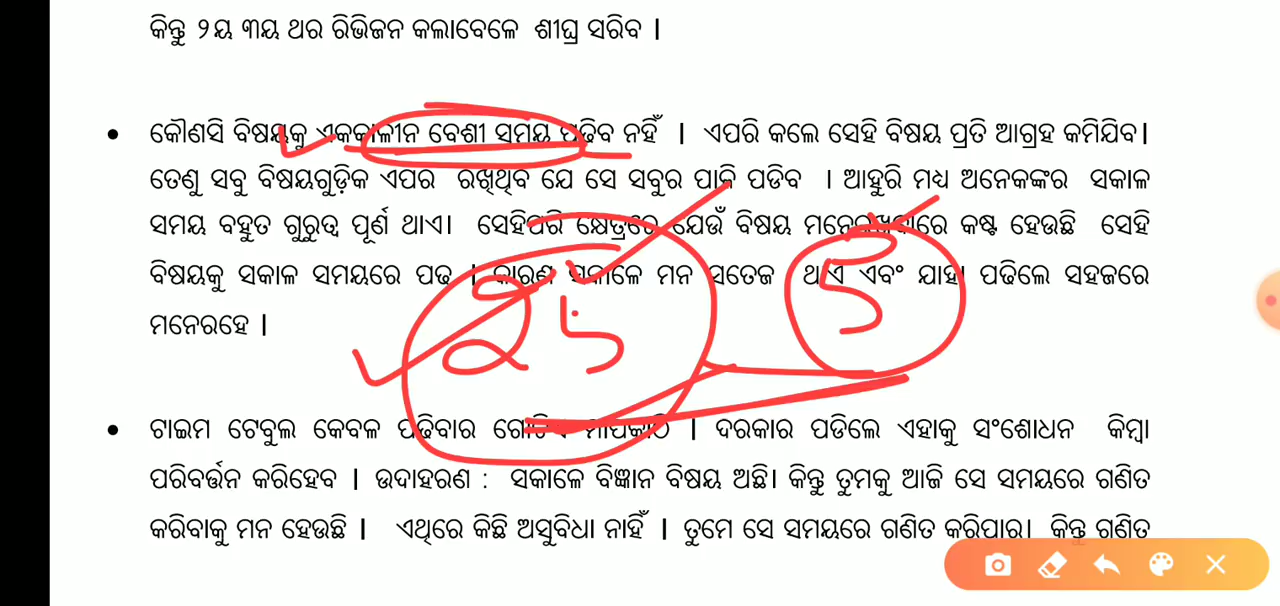 କିନ୍ତୁ ୨ୟ ୩ୟ ଥର ରିଭିଜନ କଲାବେଳେ ଶୀଘ୍ର ସରିବ |
• କୌଣସି ବିଷୟକୁ ଏକକାଳୀନ ବେଶୀ ସମୟ ପଢିବ ନହିଁ | ଏପରି କଲେ ସେହି ବିଷୟ ପ୍ରତି ଆଗ୍ରହ କମିଯିବ|
ତେଣୁ ସବୁ ବିଷୟଗୁଡ଼ିକ ଏପରି ରଖିଥିବ ଯେ ସେ ସବୁର ପାଳି ପଡିବ | ଆହୁରି ମଧ୍ୟ ଅନେକଙ୍କର ସକାଳ
ସମୟ ବହୁତ ଗୁରୁତ୍ୱ ପୂର୍ଣ ଥାଏ| ସେହିପରି କ୍ଷେତ୍ରରେ ଯେଉଁ ବିଷୟ ମନେରଖିବାରେ କଷ୍ଟ ହେଉଛି ସେହି
ବିଷୟକୁ ସକାଳ ସମୟରେ ପଢ | କାରଣ ସକାଳେ ମନ ସତେଜ ଥାଏ ଏବଂ ଯାହା ପଢିଲେ ସହଜରେ
ମନେରହେ |
25 5
• ଟାଇମ ଟେବୁଲ କେବଳ ପଢିବାର ଗୋଟିଏ ମାପକାଠି | ଦରକାର ପଡିଲେ ଏହାକୁ ସଂଶୋଧନ କିମ୍ବା
ପରିବର୍ତ୍ତନ କରିହେବ | ଉଦାହରଣ : ସକାଳେ ବିଜ୍ଞାନ ବିଷୟ ଅଛି| କିନ୍ତୁ ତୁମକୁ ଆଜି ସେ ସମୟରେ ଗଣିତ
କରିବାକୁ ମନ ହେଉଛି | ଏଥିରେ କିଛି ଅସୁବିଧା ନାହିଁ | ତୁମେ ସେ ସମୟରେ ଗଣିତ କରିପାର| କିନ୍ତୁ ଗଣିତ